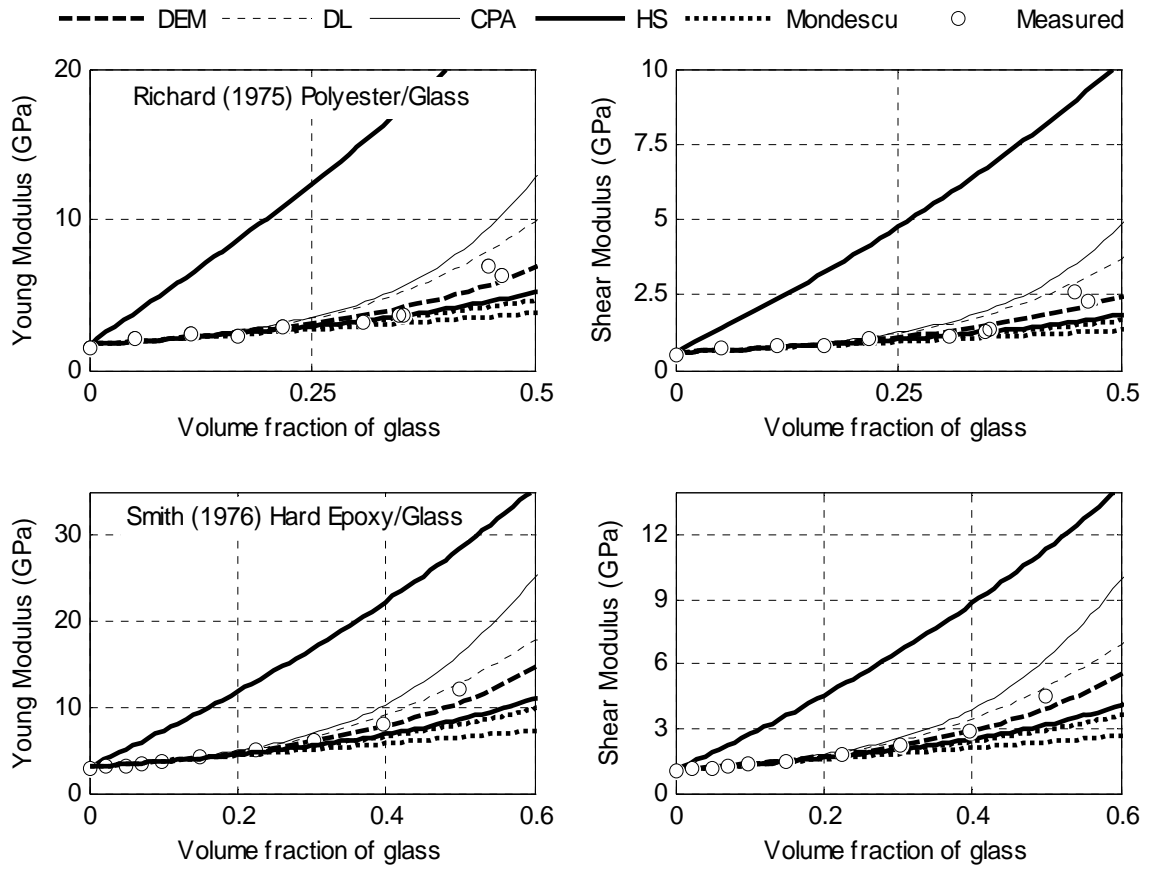 DEM DL CPA HS Mondescu Measured
Richard (1975) Polyester/Glass
Young Modulus (GPa)
20
10
0
0 0.25 0.5
Volume fraction of glass
Shear Modulus (GPa)
10
7.5
5
2.5
0
0 0.25 0.5
Volume fraction of glass
Smith (1976) Hard Epoxy/Glass
Young Modulus (GPa)
30
20
10
0
0 0.2 0.4 0.6
Volume fraction of glass
Shear Modulus (GPa)
12
9
6
3
0
0 0.2 0.4 0.6
Volume fraction of glass